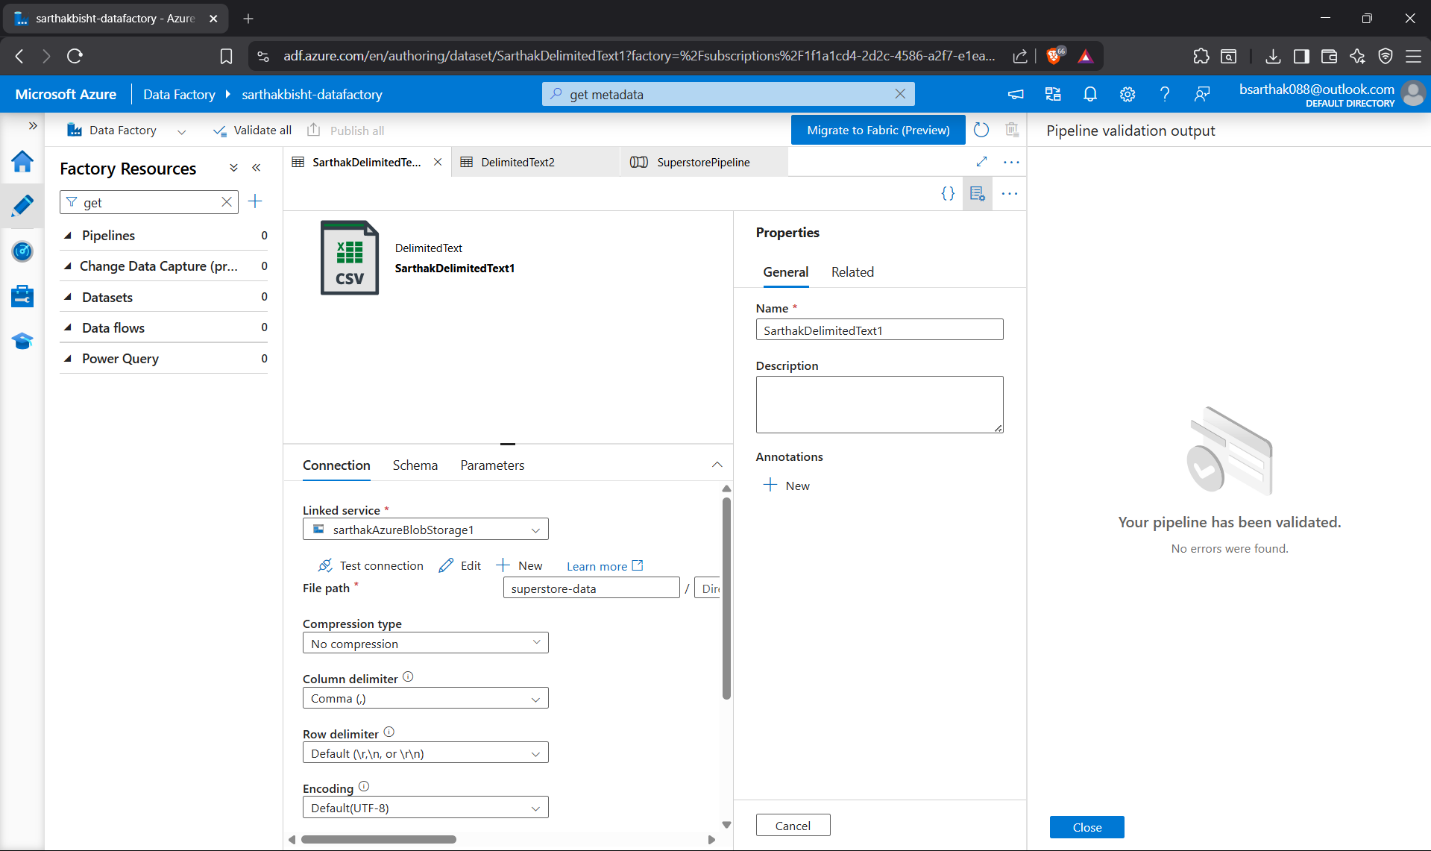 sarthakbisht-datafactory - Azure
adf.azure.com/en/authoring/dataset/SarthakDelimitedText1?factory=%2Fsubscriptions%2F1f1a1cd4-2d2c-4586-a2f7-e1ea...
66
Microsoft Azure
Data Factory
sarthakbisht-datafactory
get metadata
bsarthak088@outlook.com
DEFAULT DIRECTORY
Data Factory
Validate all
Publish all
Migrate to Fabric (Preview)
Pipeline validation output
Factory Resources
get
Pipelines 0
Change Data Capture (pr... 0
Datasets 0
Data flows 0
Power Query 0
SarthakDelimitedTe...
DelimitedText2
SuperstorePipeline
CSV
DelimitedText
SarthakDelimitedText1
Connection
Schema
Parameters
Linked service *
sarthakAzureBlobStorage1
Test connection
Edit
New
Learn more
File path *
superstore-data
/
Dir
Compression type
No compression
Column delimiter
Comma (,)
Row delimiter
Default (\r,\n, or \r\n)
Encoding
Default(UTF-8)
Properties
General
Related
Name *
SarthakDelimitedText1
Description
Annotations
New
Cancel
Your pipeline has been validated.
No errors were found.
Close